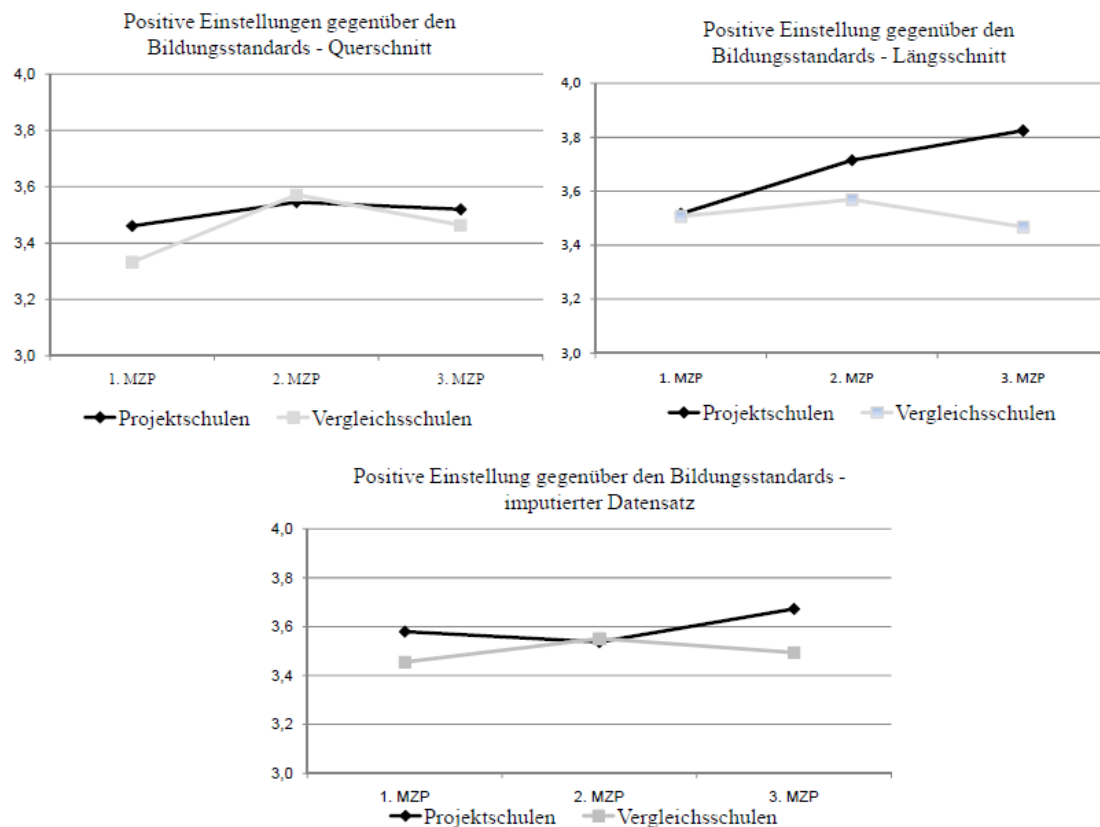 Positive Einstellungen gegenüber den
Bildungsstandards - Querschnitt
4,0
3,8
3,6
3,4
3,2
3,0
1. MZP 2. MZP 3. MZP
Projektschulen Vergleichsschulen
Positive Einstellung gegenüber den
Bildungsstandards - Längsschnitt
4,0
3,8
3,6
3,4
3,2
3,0
1. MZP 2. MZP 3. MZP
Projektschulen Vergleichsschulen
Positive Einstellung gegenüber den Bildungsstandards -
imputierter Datensatz
4,0
3,8
3,6
3,4
3,2
3,0
1. MZP 2. MZP 3. MZP
Projektschulen Vergleichsschulen